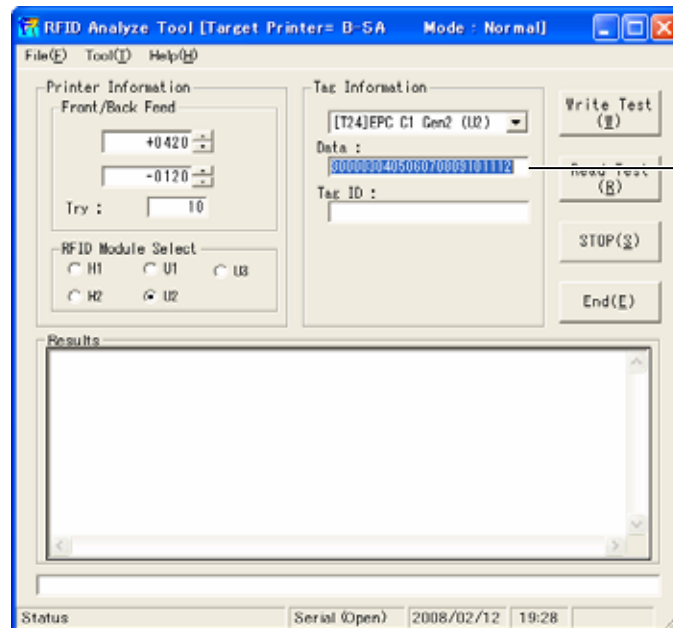 RFID Analyze Tool [Target Printer= B-SA Mode : Normal]
File(F) Tool(T) Help(H)
Printer Information
Front/Back Feed
+0420
-0120
Try : 10
RFID Module Select
H1 U1 U3
H2 U2
Tag Information
[T24]EPC C1 Gen2 (U2)
Data :
Tag ID :
Write Test
(W)
Read Test
(R)
STOP(S)
End(E)
Results
Status Serial (Open) 2008/02/12 19:28